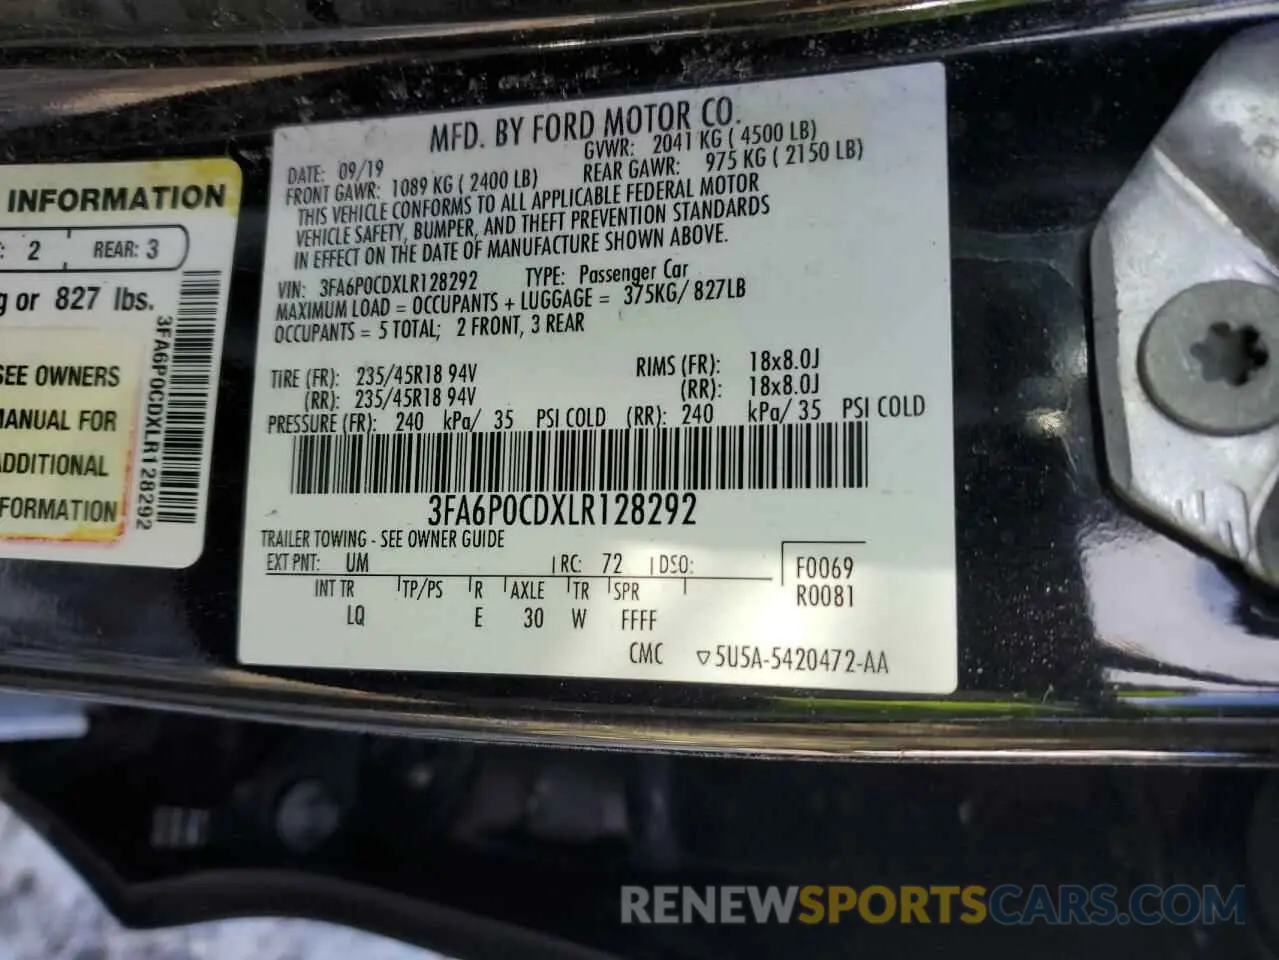 INFORMATION
: 2 REAR: 3
g or 827 lbs.
SEE OWNERS
MANUAL FOR
ADDITIONAL
INFORMATION
3FA6P0CDXLR128292
MFD. BY FORD MOTOR CO.
DATE: 09/19 GVWR: 2041 KG ( 4500 LB)
FRONT GAWR: 1089 KG ( 2400 LB) REAR GAWR: 975 KG ( 2150 LB)
THIS VEHICLE CONFORMS TO ALL APPLICABLE FEDERAL MOTOR
VEHICLE SAFETY, BUMPER, AND THEFT PREVENTION STANDARDS
IN EFFECT ON THE DATE OF MANUFACTURE SHOWN ABOVE.
VIN: 3FA6P0CDXLR128292 TYPE: Passenger Car
MAXIMUM LOAD = OCCUPANTS + LUGGAGE = 375KG/ 827LB
OCCUPANTS = 5 TOTAL; 2 FRONT, 3 REAR
TIRE (FR): 235/45R18 94V RIMS (FR): 18x8.0J
(RR): 235/45R18 94V (RR): 18x8.0J
PRESSURE (FR): 240 kPa/ 35 PSI COLD (RR): 240 kPa/ 35 PSI COLD
3FA6P0CDXLR128292
TRAILER TOWING - SEE OWNER GUIDE
EXT PNT: UM RC: 72 DSO: F0069
INT TR TP/PS R AXLE TR SPR R0081
LQ E 30 W FFFF
CMC ▽5U5A-5420472-AA
RENEWSPORTSCARS.COM